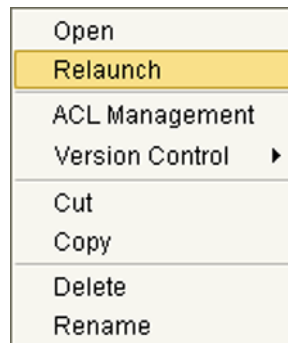 Open
Relaunch
ACL Management
Version Control
Cut
Copy
Delete
Rename